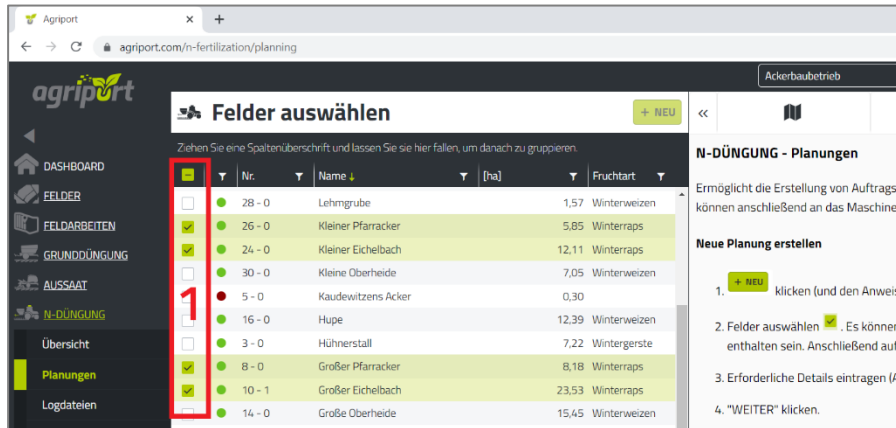 Agriport
agriport.com/n-fertilization/planning
agriport
Ackerbaubetrieb
DASHBOARD
FELDER
FELDARBEITEN
GRUNDDÜNGUNG
AUSSAAT
N-DÜNGUNG
Übersicht
Planungen
Logdateien
Felder auswählen
+ NEU
Ziehen Sie eine Spaltenüberschrift und lassen Sie sie hier fallen, um danach zu gruppieren.
Nr. Name ↓ [ha] Fruchtart
28 - 0 Lehmgrube 1,57 Winterweizen
26 - 0 Kleiner Pfarracker 5,85 Winterraps
24 - 0 Kleiner Eichelbach 12,11 Winterraps
30 - 0 Kleine Oberheide 7,05 Winterweizen
5 - 0 Kaudewitzens Acker 0,30
16 - 0 Hupe 12,39 Winterweizen
3 - 0 Hühnerstall 7,22 Wintergerste
8 - 0 Großer Pfarracker 8,18 Winterraps
10 - 1 Großer Eichelbach 23,53 Winterraps
14 - 0 Große Oberheide 15,45 Winterweizen
1
«
N-DÜNGUNG - Planungen
Ermöglicht die Erstellung von Auftrags
können anschließend an das Maschine
Neue Planung erstellen
1. + NEU klicken (und den Anweis
2. Felder auswählen . Es könne
enthalten sein. Anschließend auf
3. Erforderliche Details eintragen (A
4. "WEITER" klicken.